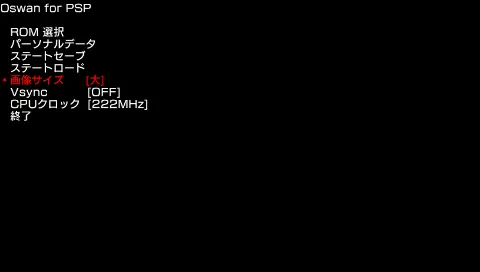 Oswan for PSP
ROM 選択
パーソナルデータ
ステートセーブ
ステートロード
* 画像サイズ [大]
Vsync [OFF]
CPUクロック [222MHz]
終了